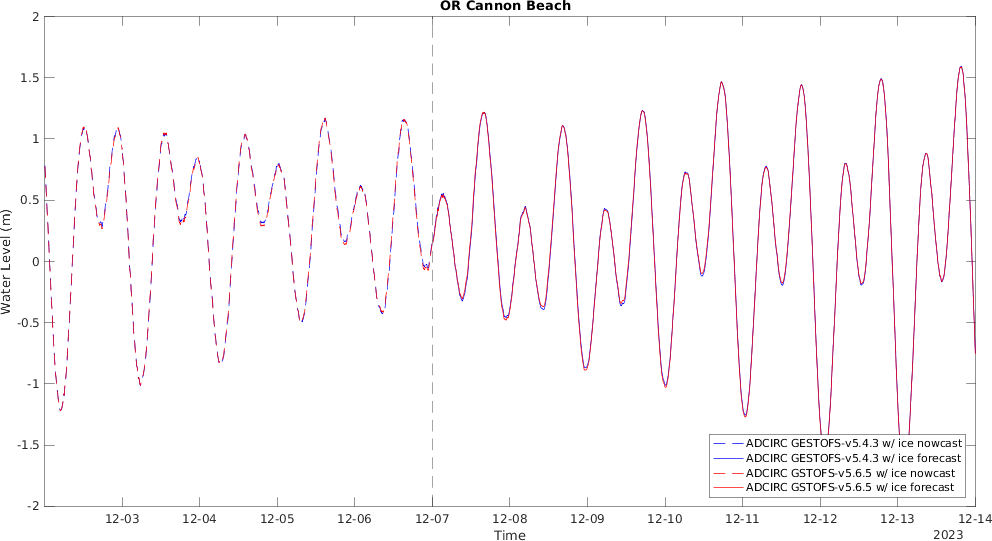 OR Cannon Beach
2
1.5
1
0.5
0
-0.5
-1
-1.5
-2
Water Level (m)
12-03 12-04 12-05 12-06 12-07 12-08 12-09 12-10 12-11 12-12 12-13 12-14
Time
2023
ADCIRC GESTOFS-v5.4.3 w/ ice nowcast
ADCIRC GESTOFS-v5.4.3 w/ ice forecast
ADCIRC GSTOFS-v5.6.5 w/ ice nowcast
ADCIRC GSTOFS-v5.6.5 w/ ice forecast